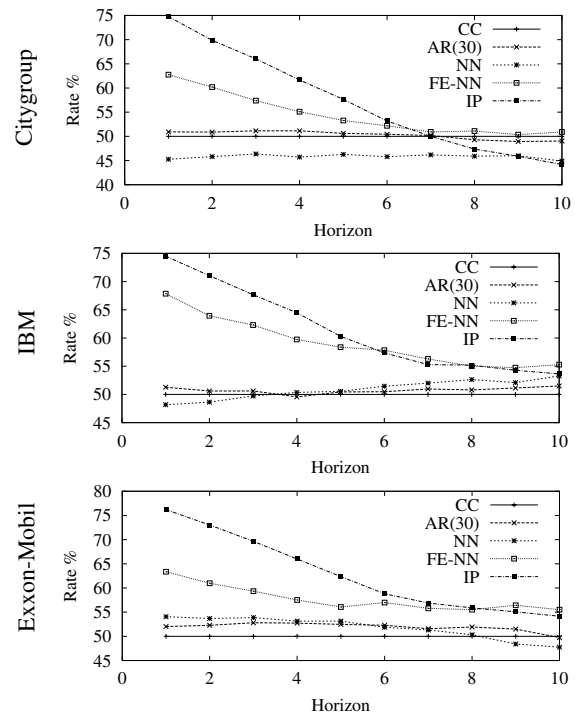 Citygroup
Rate %
75
70
65
60
55
50
45
40
CC
AR(30)
NN
FE-NN
IP
0 2 4 6 8 10
Horizon
IBM
Rate %
75
70
65
60
55
50
45
CC
AR(30)
NN
FE-NN
IP
0 2 4 6 8 10
Horizon
Exxon-Mobil
Rate %
80
75
70
65
60
55
50
45
CC
AR(30)
NN
FE-NN
IP
0 2 4 6 8 10
Horizon